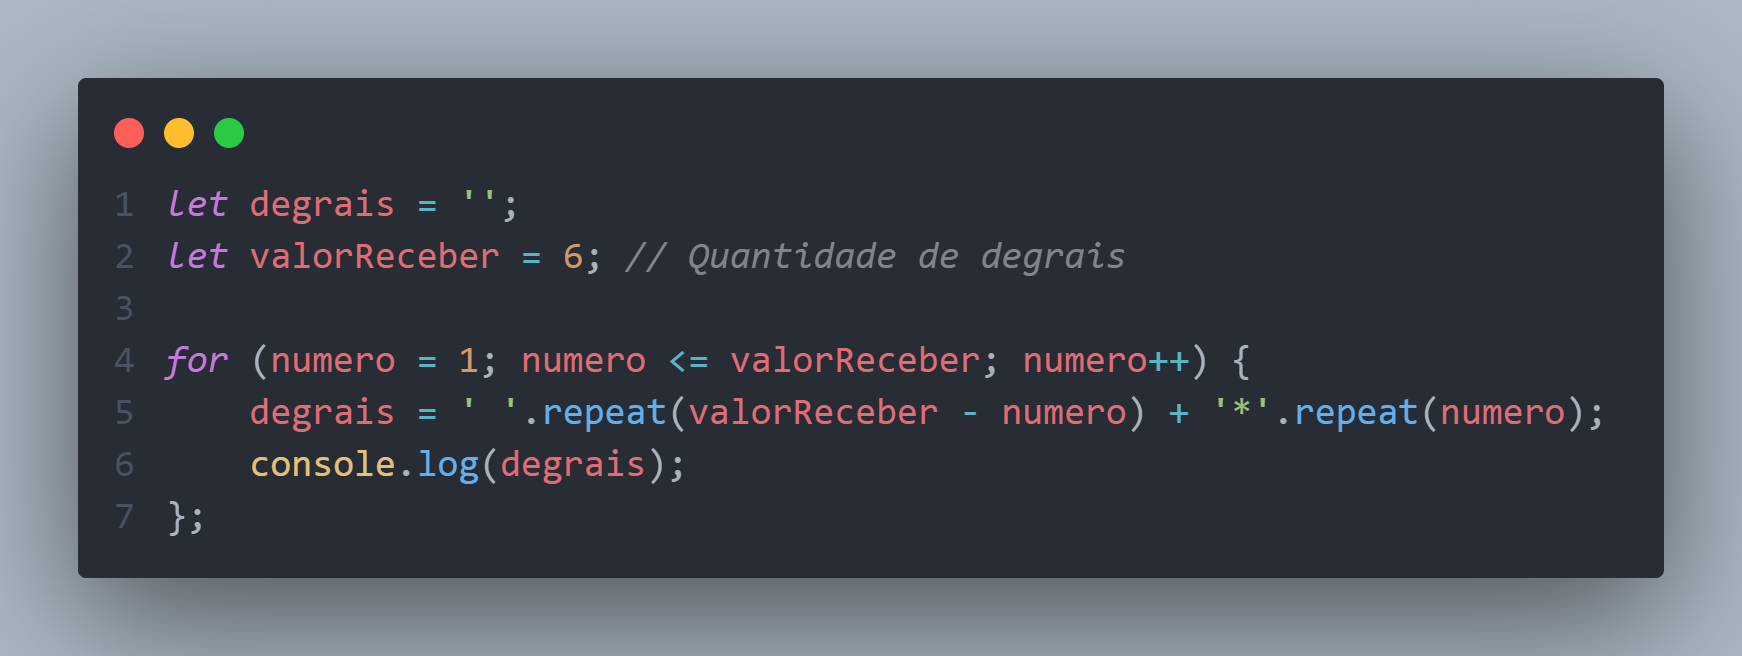 1 let degrais = '';
2 let valorReceber = 6; // Quantidade de degrais
3
4 for (numero = 1; numero <= valorReceber; numero++) {
5     degrais = ' '.repeat(valorReceber - numero) + '*'.repeat(numero);
6     console.log(degrais);
7 };